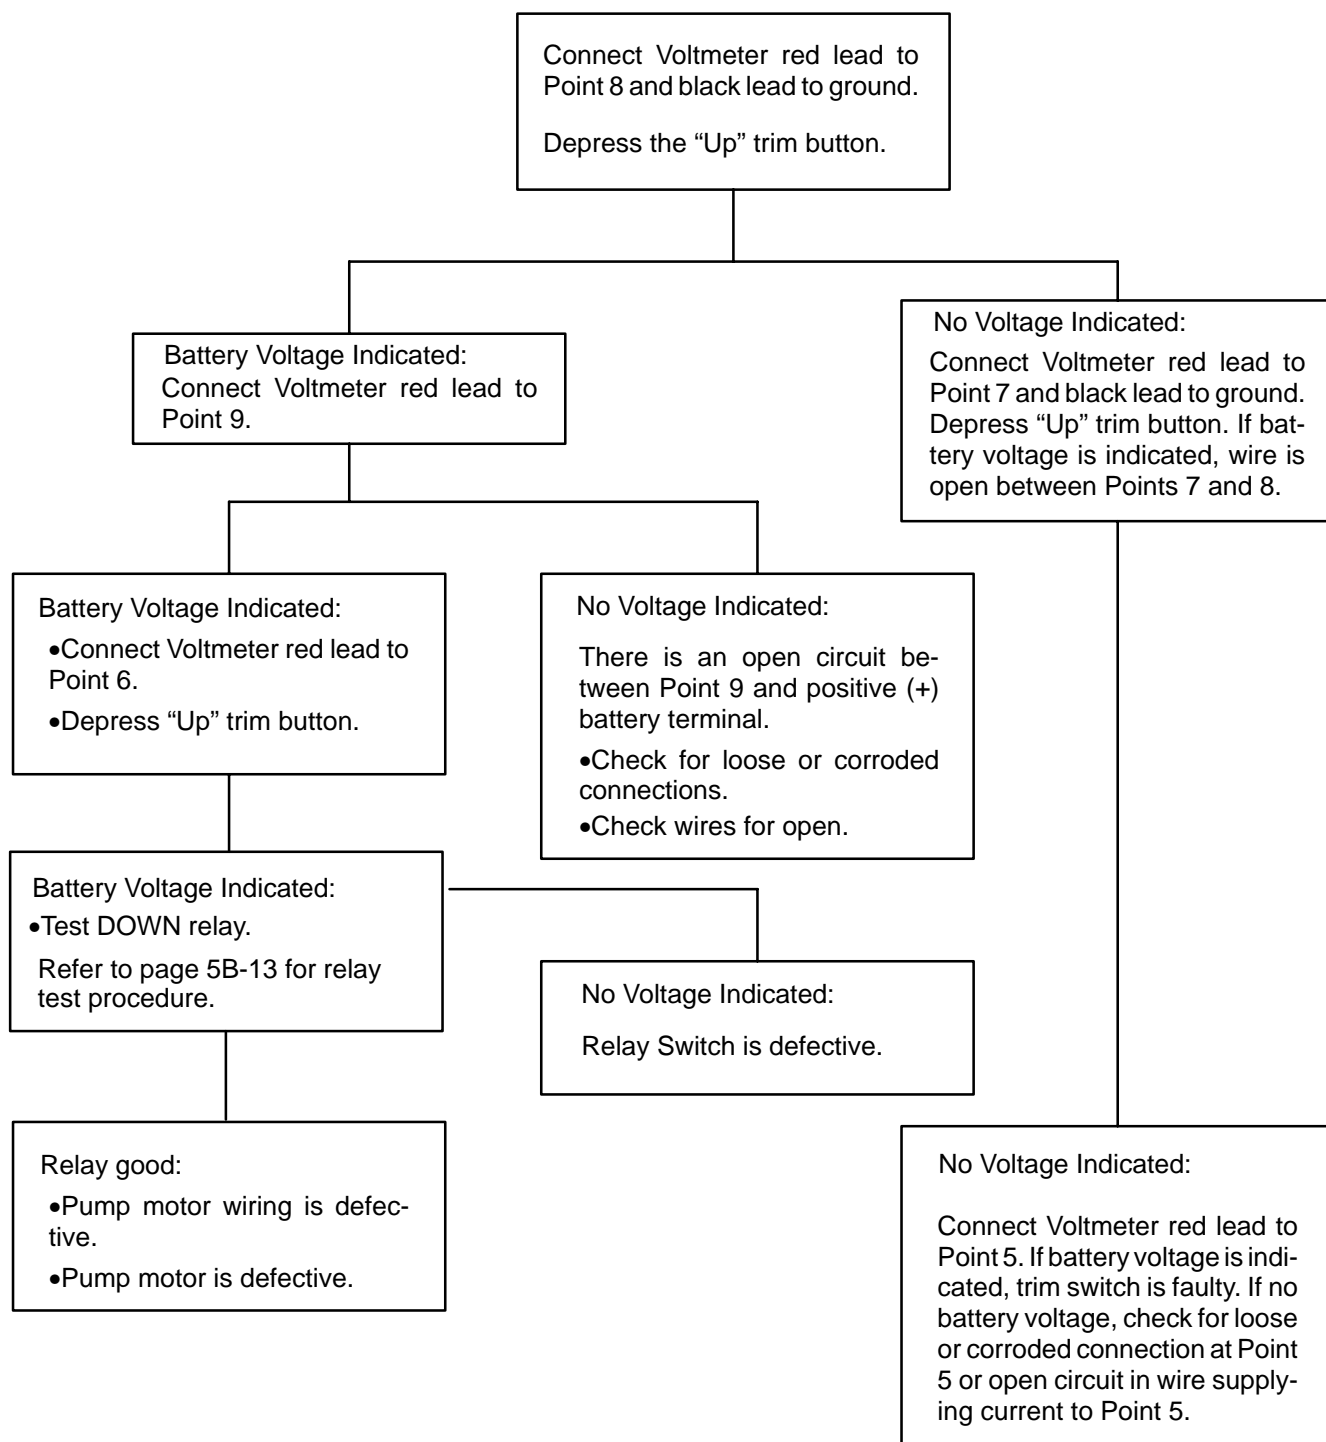 Connect Voltmeter red lead to
Point 8 and black lead to ground.
Depress the “Up” trim button.
Battery Voltage Indicated:
Connect Voltmeter red lead to
Point 9.
No Voltage Indicated:
Connect Voltmeter red lead to
Point 7 and black lead to ground.
Depress “Up” trim button. If bat-
tery voltage is indicated, wire is
open between Points 7 and 8.
Battery Voltage Indicated:
•Connect Voltmeter red lead to
Point 6.
•Depress “Up” trim button.
No Voltage Indicated:
There is an open circuit be-
tween Point 9 and positive (+)
battery terminal.
•Check for loose or corroded
connections.
•Check wires for open.
Battery Voltage Indicated:
•Test DOWN relay.
Refer to page 5B-13 for relay
test procedure.
No Voltage Indicated:
Relay Switch is defective.
Relay good:
•Pump motor wiring is defec-
tive.
•Pump motor is defective.
No Voltage Indicated:
Connect Voltmeter red lead to
Point 5. If battery voltage is indi-
cated, trim switch is faulty. If no
battery voltage, check for loose
or corroded connection at Point
5 or open circuit in wire supply-
ing current to Point 5.